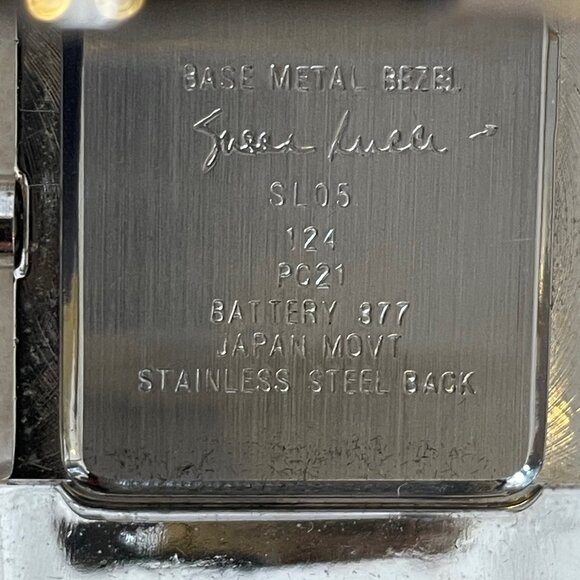 BASE METAL BEZEL
Susan Lucci
SL05
124
PC21
BATTERY 377
JAPAN MOVT
STAINLESS STEEL BACK